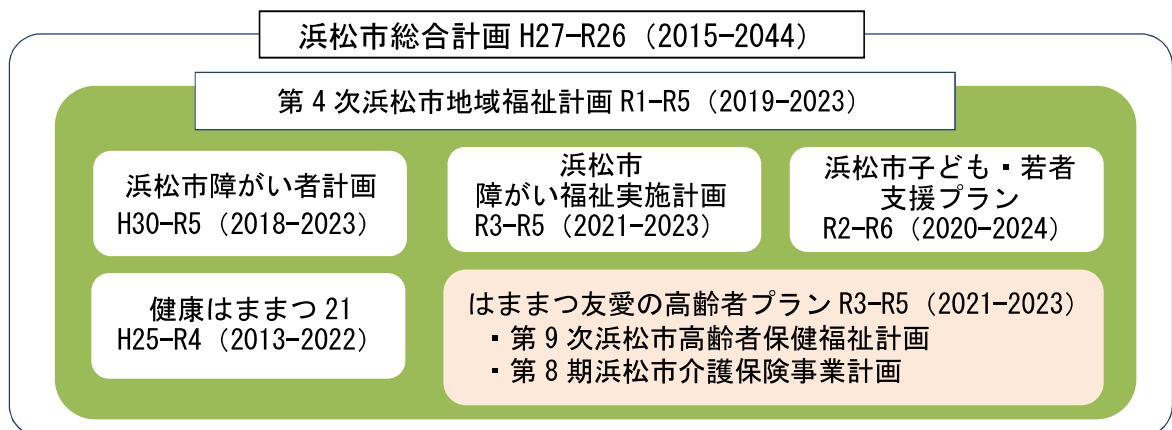 浜松市総合計画 H27-R26（2015-2044）
第4次浜松市地域福祉計画 R1-R5（2019-2023）
浜松市障がい者計画
H30-R5（2018-2023）
浜松市
障がい福祉実施計画
R3-R5（2021-2023）
浜松市子ども・若者
支援プラン
R2-R6（2020-2024）
健康はままつ 21
H25-R4（2013-2022）
はままつ友愛の高齢者プラン R3-R5（2021-2023）
・第9次浜松市高齢者保健福祉計画
・第8期浜松市介護保険事業計画